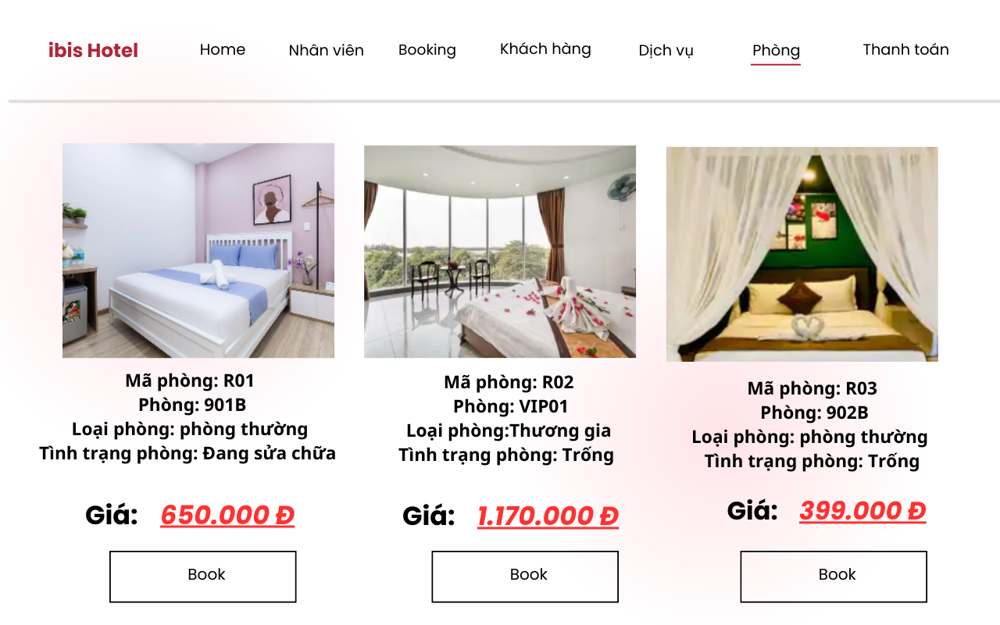 ibis Hotel
Home
Nhân viên
Booking
Khách hàng
Dịch vụ
Phòng
Thanh toán
Mã phòng: R01
Phòng: 901B
Loại phòng: phòng thường
Tình trạng phòng: Đang sửa chữa
Giá: 650.000 Đ
Book
Mã phòng: R02
Phòng: VIP01
Loại phòng:Thương gia
Tình trạng phòng: Trống
Giá: 1.170.000 Đ
Book
Mã phòng: R03
Phòng: 902B
Loại phòng: phòng thường
Tình trạng phòng: Trống
Giá: 399.000 Đ
Book